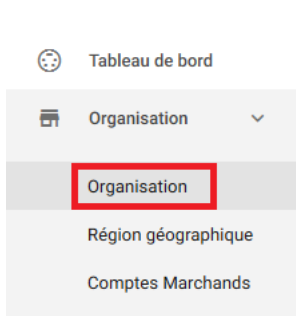 Tableau de bord
Organisation
Organisation
Région géographique
Comptes Marchands